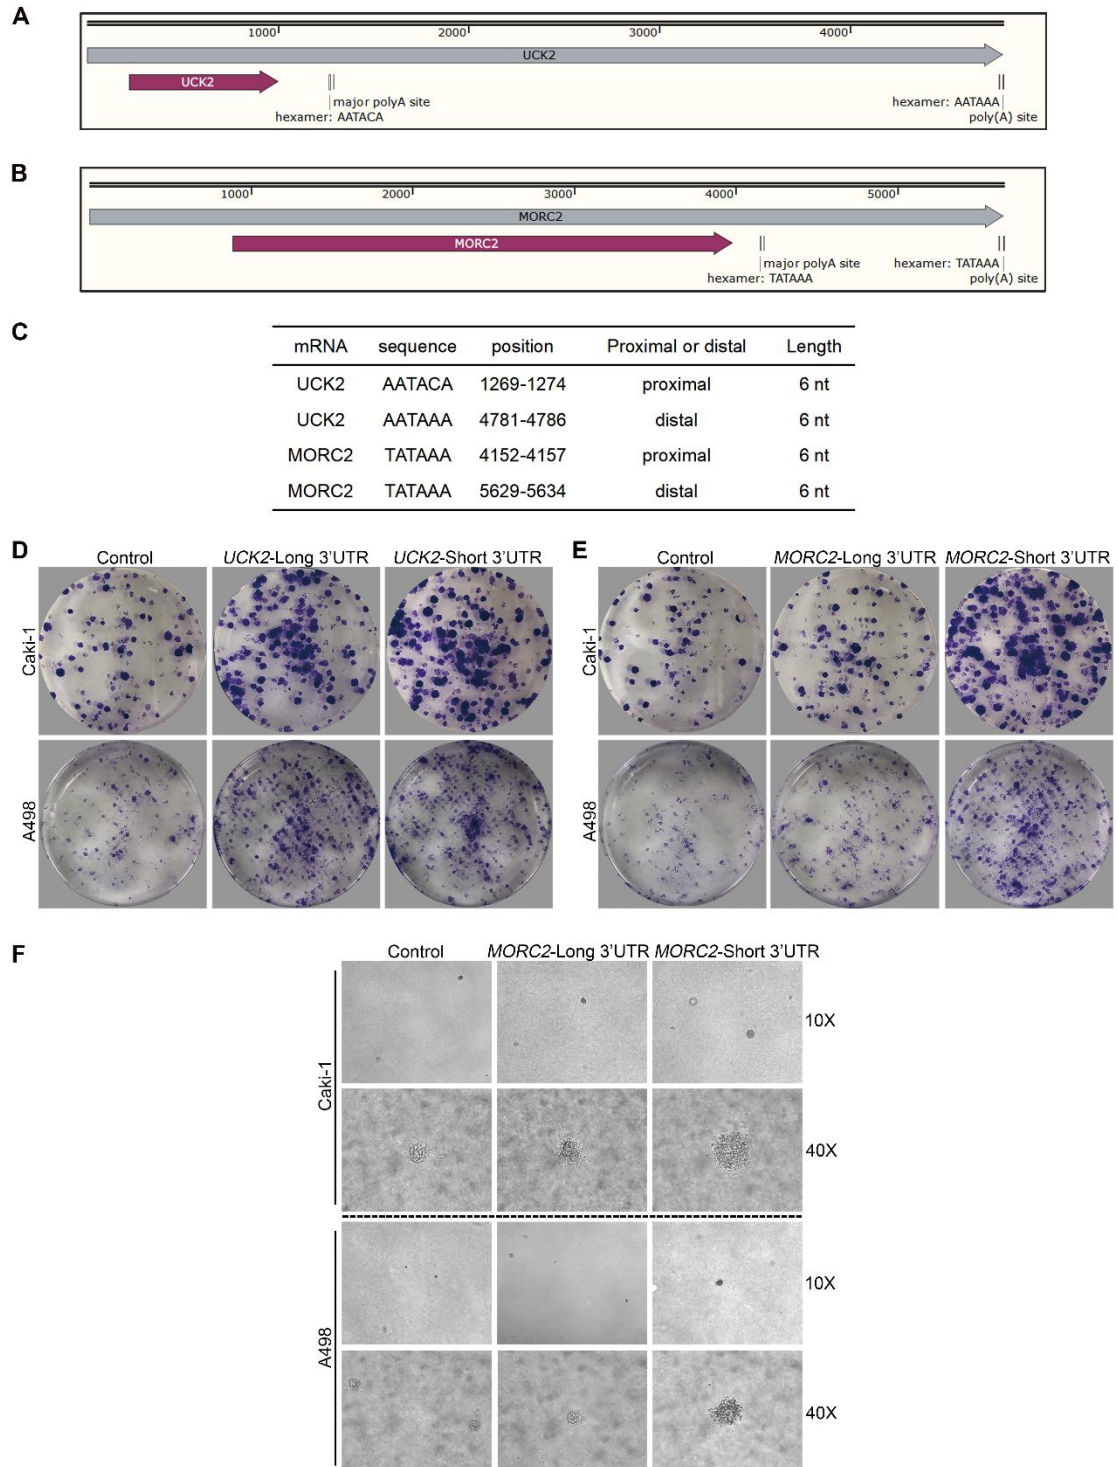 A
1000 2000 3000 4000
UCK2
UCK2
major polyA site
hexamer: AATACA
hexamer: AATAAA
poly(A) site
B
1000 2000 3000 4000 5000
MORC2
MORC2
major polyA site
hexamer: TATAAA
hexamer: TATAAA
poly(A) site
C
mRNA sequence position Proximal or distal Length
UCK2 AATACA 1269-1274 proximal 6 nt
UCK2 AATAAA 4781-4786 distal 6 nt
MORC2 TATAAA 4152-4157 proximal 6 nt
MORC2 TATAAA 5629-5634 distal 6 nt
D
Control UCK2-Long 3'UTR UCK2-Short 3'UTR
Caki-1
A498
E
Control MORC2-Long 3'UTR MORC2-Short 3'UTR
Caki-1
A498
F
Control MORC2-Long 3'UTR MORC2-Short 3'UTR
Caki-1
10X
40X
A498
10X
40X